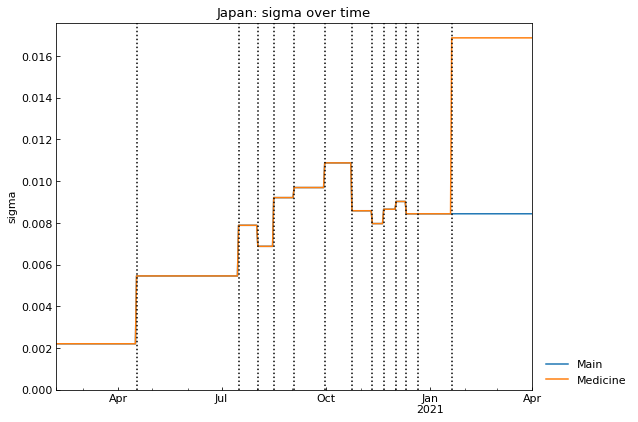 Japan: sigma over time
0.016
0.014
0.012
0.010
0.008
0.006
0.004
0.002
0.000
sigma
Apr
Jul
Oct
Jan
2021
Apr
Main
Medicine